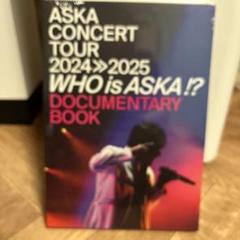 ASKA
CONCERT
TOUR
2024≫2025
WHO is ASKA!?
DOCUMENTARY
BOOK